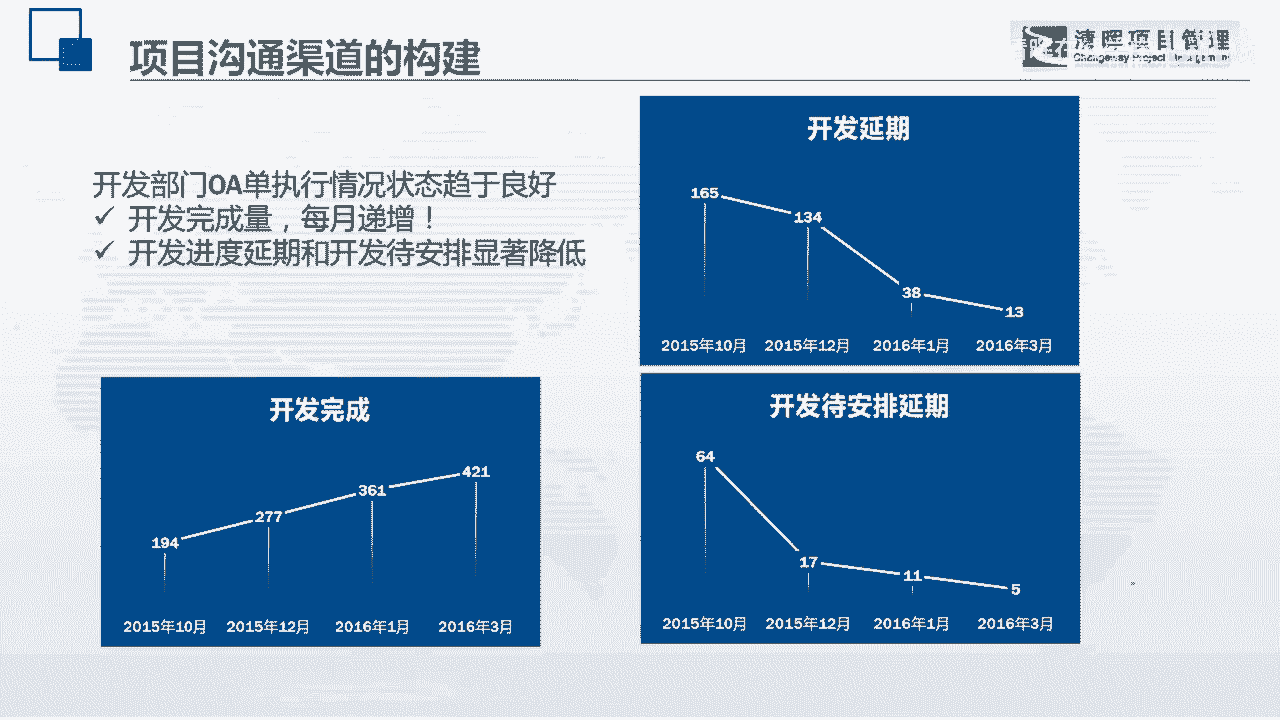 项目沟通渠道的构建
项目管理
开发部门OA单执行情况状态趋于良好
✓ 开发完成量，每月递增！
✓ 开发进度延期和开发待安排显著降低
开发延期
165
134
38
13
2015年10月 2015年12月 2016年1月 2016年3月
开发完成
194
277
361
421
2015年10月 2015年12月 2016年1月 2016年3月
开发待安排延期
64
17
11
5
2015年10月 2015年12月 2016年1月 2016年3月